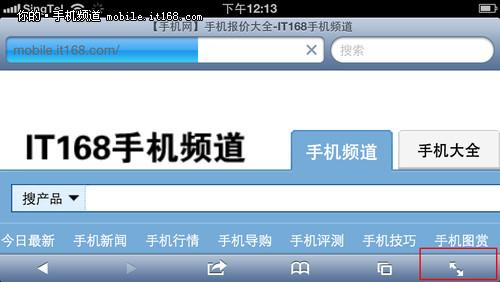 SingTel 下午12:13
你的·手机频道 mobile.it168.com
【手机网】手机报价大全-IT168手机频道
mobile.it168.com/ 搜索
IT168手机频道 手机频道 手机大全
搜产品
今日最新 手机新闻 手机行情 手机导购 手机评测 手机技巧 手机图赏